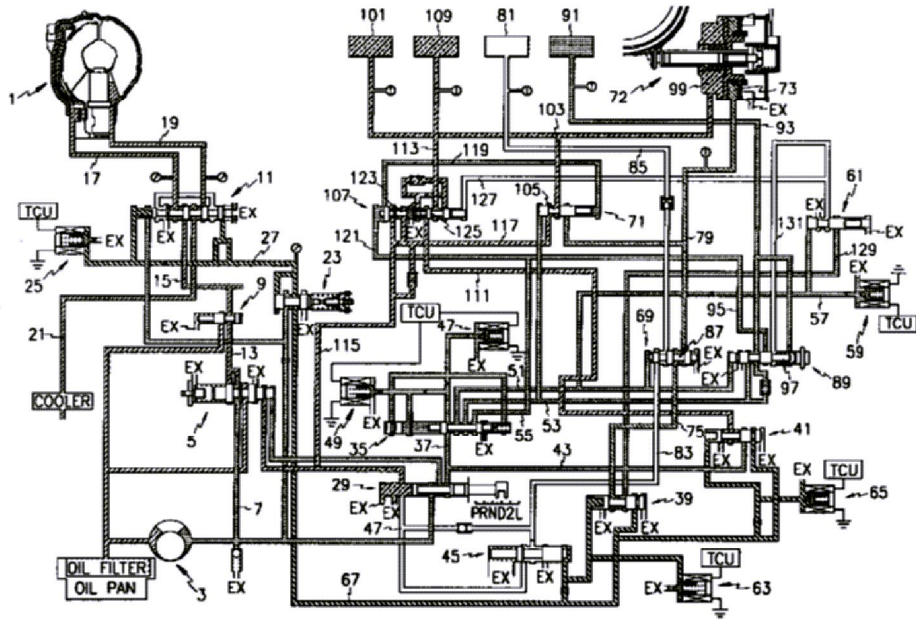 101 109 81 91
1
72 99 73
EX
19 103 93
113 119 85
17
123
11 107 127 105 61
TCU EX EX
EX 125 71 131
27 117 79
121 129
25 23 59
15 111 EX
9 TCU 95
21 47 57
EX 69 87 TCU
13 115
EX EX EX EX
51 EX 97 89
COOLER EX
49 53
5 35 55 EX 75 41
37 83
43 EX
29 EX TCU
7 EX EX PRND2L 39
47 EX EX 65
45
OIL FILTER
OIL PAN 3 EX 67 EX TCU
EX 63